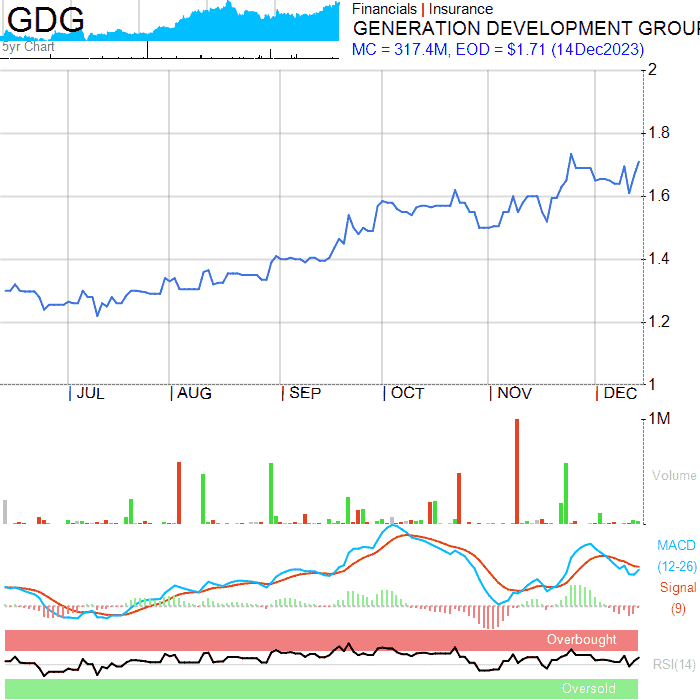 GDG
5yr Chart
Financials | Insurance
GENERATION DEVELOPMENT GROU
MC = 317.4M, EOD = $1.71 (14Dec2023)
2
1.8
1.6
1.4
1.2
1
JUL AUG SEP OCT NOV DEC
1M
Volume
MACD
(12-26)
Signal
(9)
Overbought
RSI(14)
Oversold